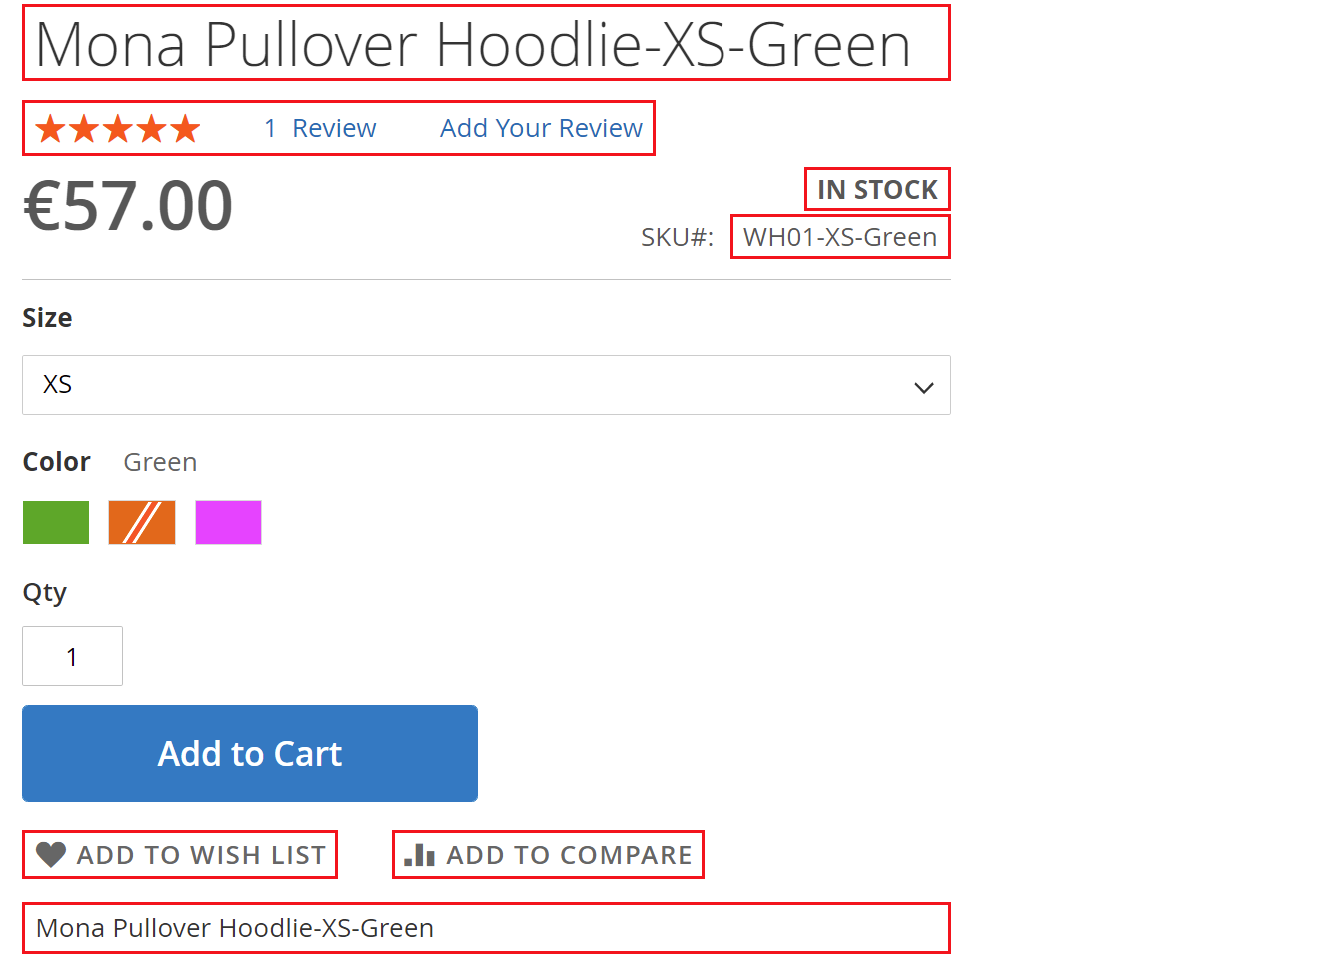 Mona Pullover Hoodlie-XS-Green
1 Review Add Your Review
€57.00
IN STOCK
SKU#: WH01-XS-Green
Size
XS
Color Green
Qty
1
Add to Cart
ADD TO WISH LIST ADD TO COMPARE
Mona Pullover Hoodlie-XS-Green